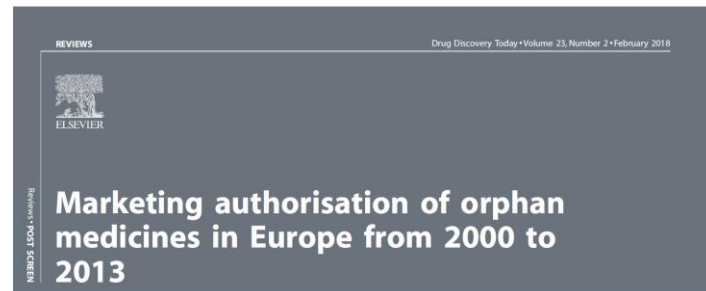 REVIEWS
Drug Discovery Today • Volume 23, Number 2 • February 2018
ELSEVIER
Reviews • POST SCREEN
Marketing authorisation of orphan
medicines in Europe from 2000 to
2013